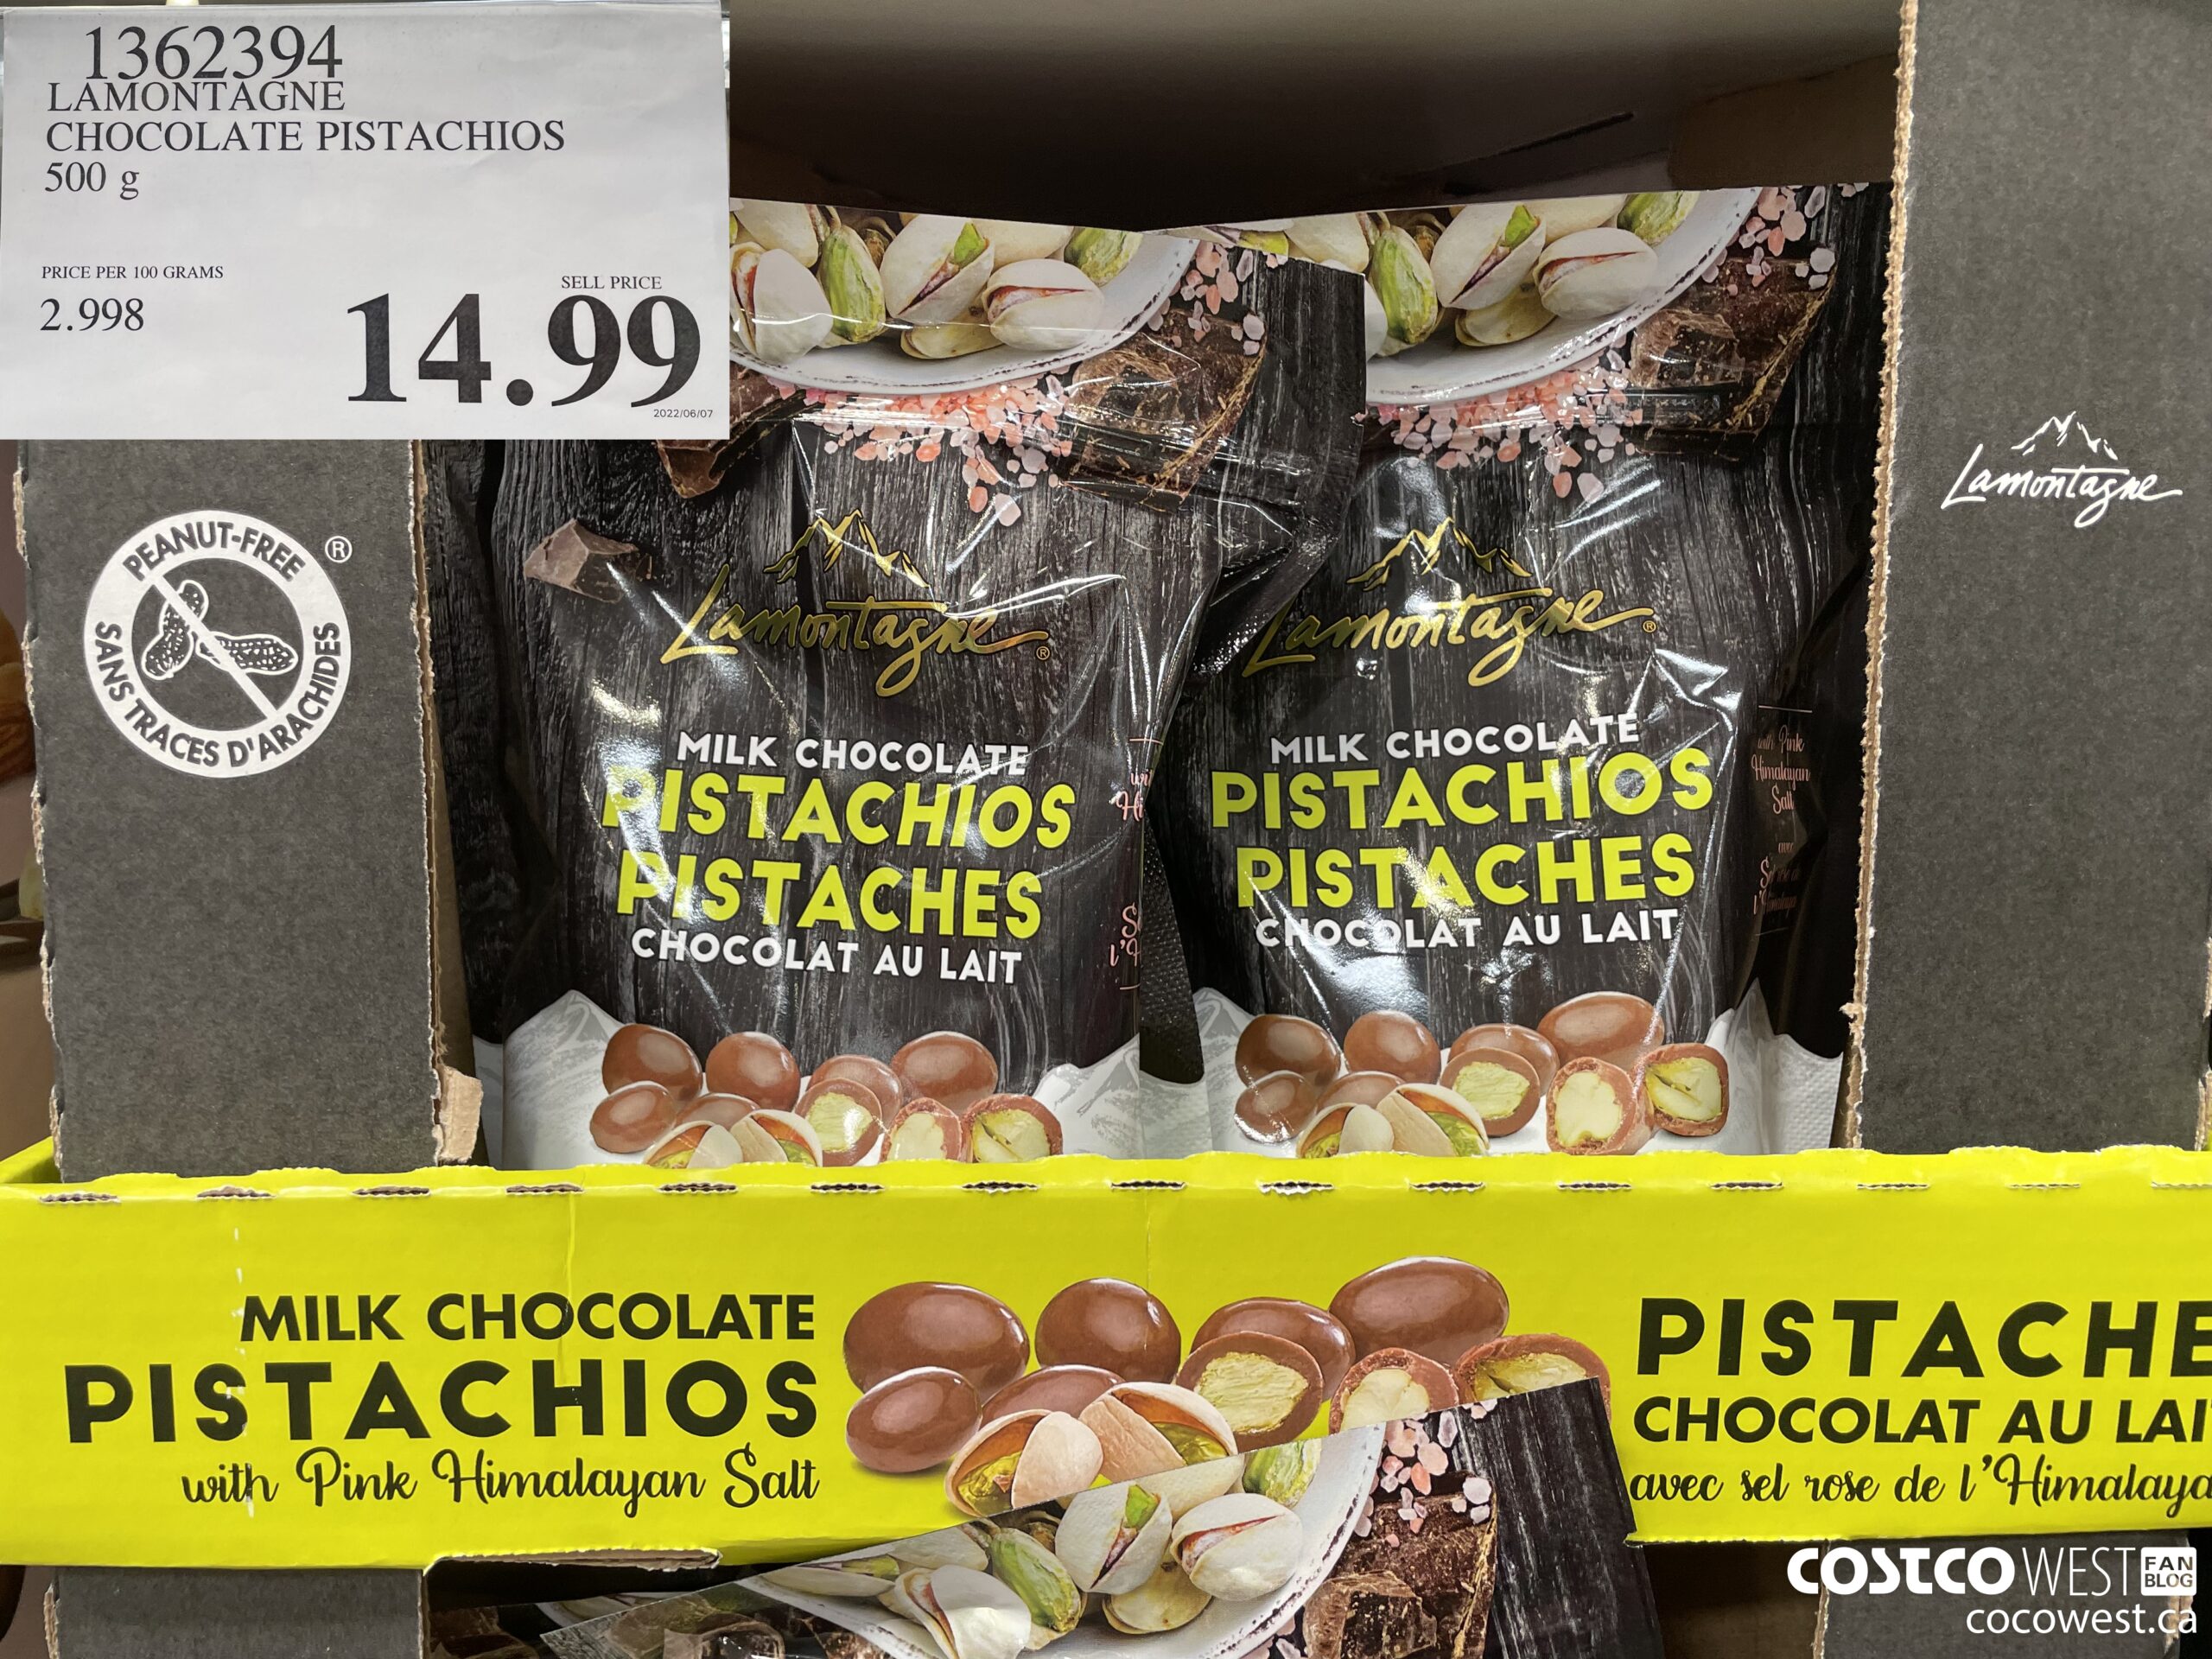 1362394
LAMONTAGNE
CHOCOLATE PISTACHIOS
500 g
PRICE PER 100 GRAMS
2.998
SELL PRICE
14.99
2022/06/07
PEANUT-FREE
SANS TRACES D'ARACHIDES
®
Lamontagne®
MILK CHOCOLATE
PISTACHIOS
PISTACHES
CHOCOLAT AU LAIT
Lamontagne®
MILK CHOCOLATE
PISTACHIOS
PISTACHES
CHOCOLAT AU LAIT
with Pink
Himalayan
Salt
avec
Lamontagne
MILK CHOCOLATE
PISTACHIOS
with Pink Himalayan Salt
PISTACHE
CHOCOLAT AU LAI
avec sel rose de l'Himalaya
COSTCO WEST FAN BLOG
cocowest.ca